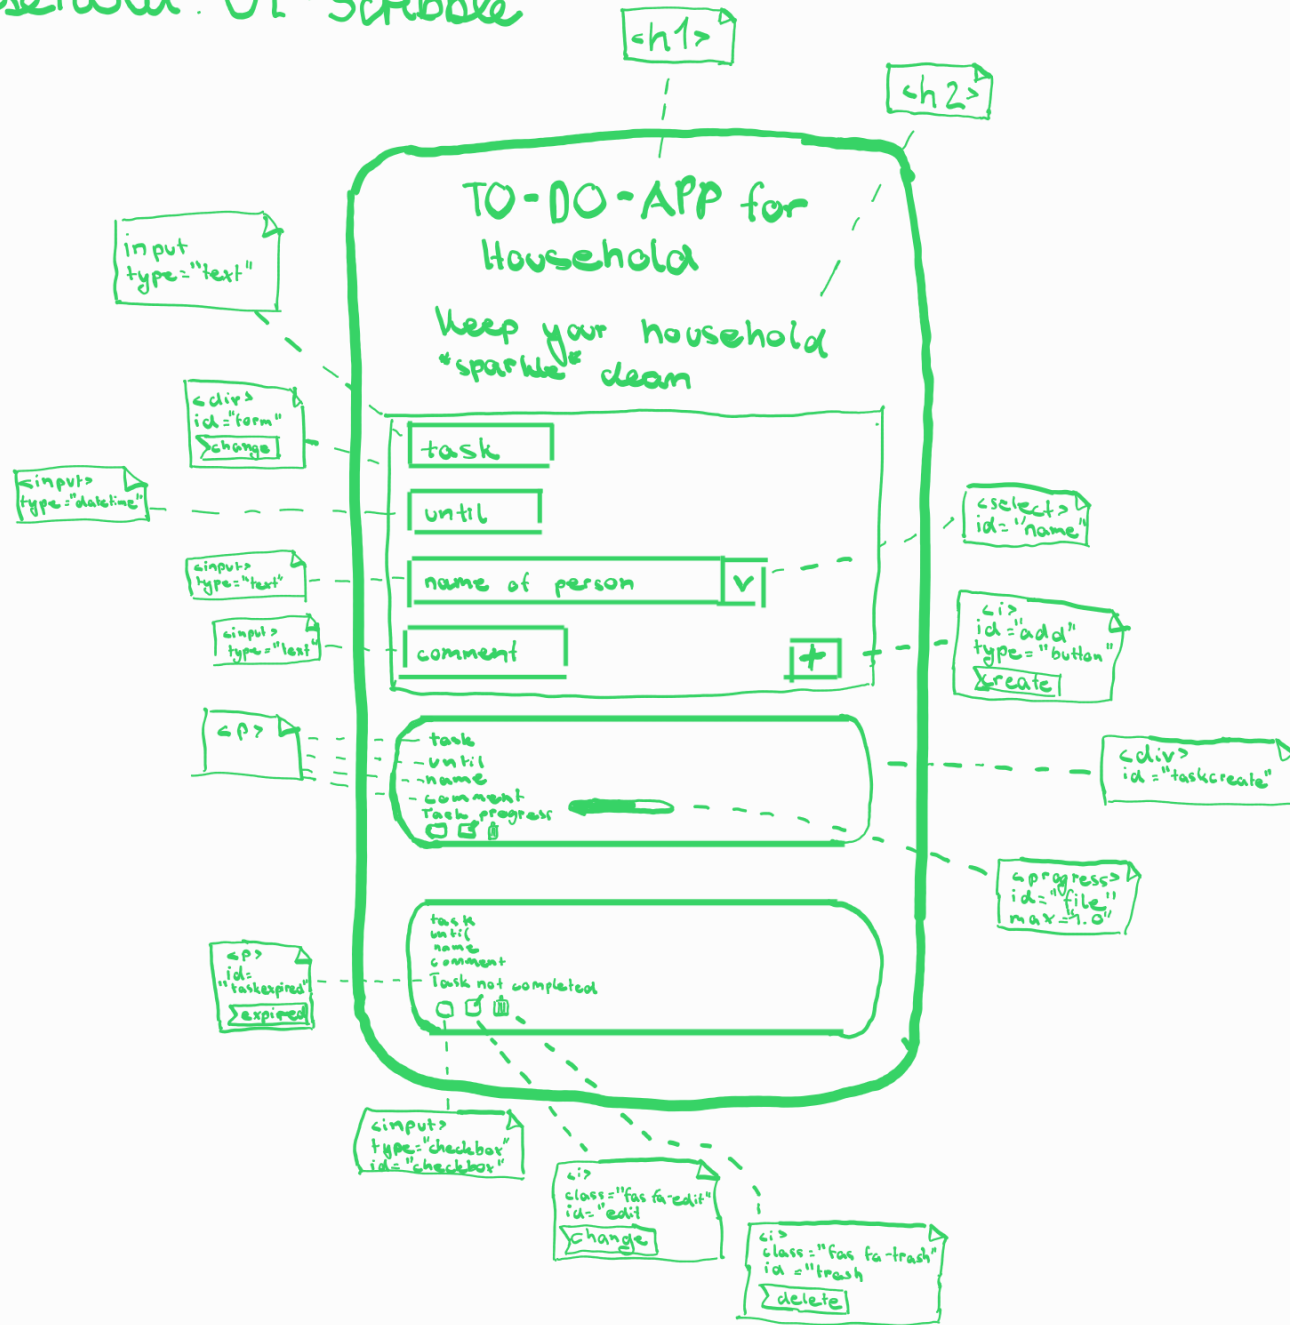 UI-Scribble
<h1>
<h2>
TO-DO-APP for
Household
Keep your household
*sparkle* clean
input
type="text"
<div>
id="form"
change
<input>
type="datetime"
<input>
type="text"
<input>
type="text"
<p>
task
until
name of person
v
comment
+
<select>
id="name"
<i>
id="add"
type="button"
create
<div>
id="taskcreate"
task
until
name
comment
Task progress
<progress>
id="file"
max="1.0"
task
until
name
comment
Task not completed
<p>
id=
"taskexpired"
expired
<input>
type="checkbox"
id="checkbox"
<i>
class="fas fa-edit"
id="edit
change
<i>
class="fas fa-trash"
id="trash
delete